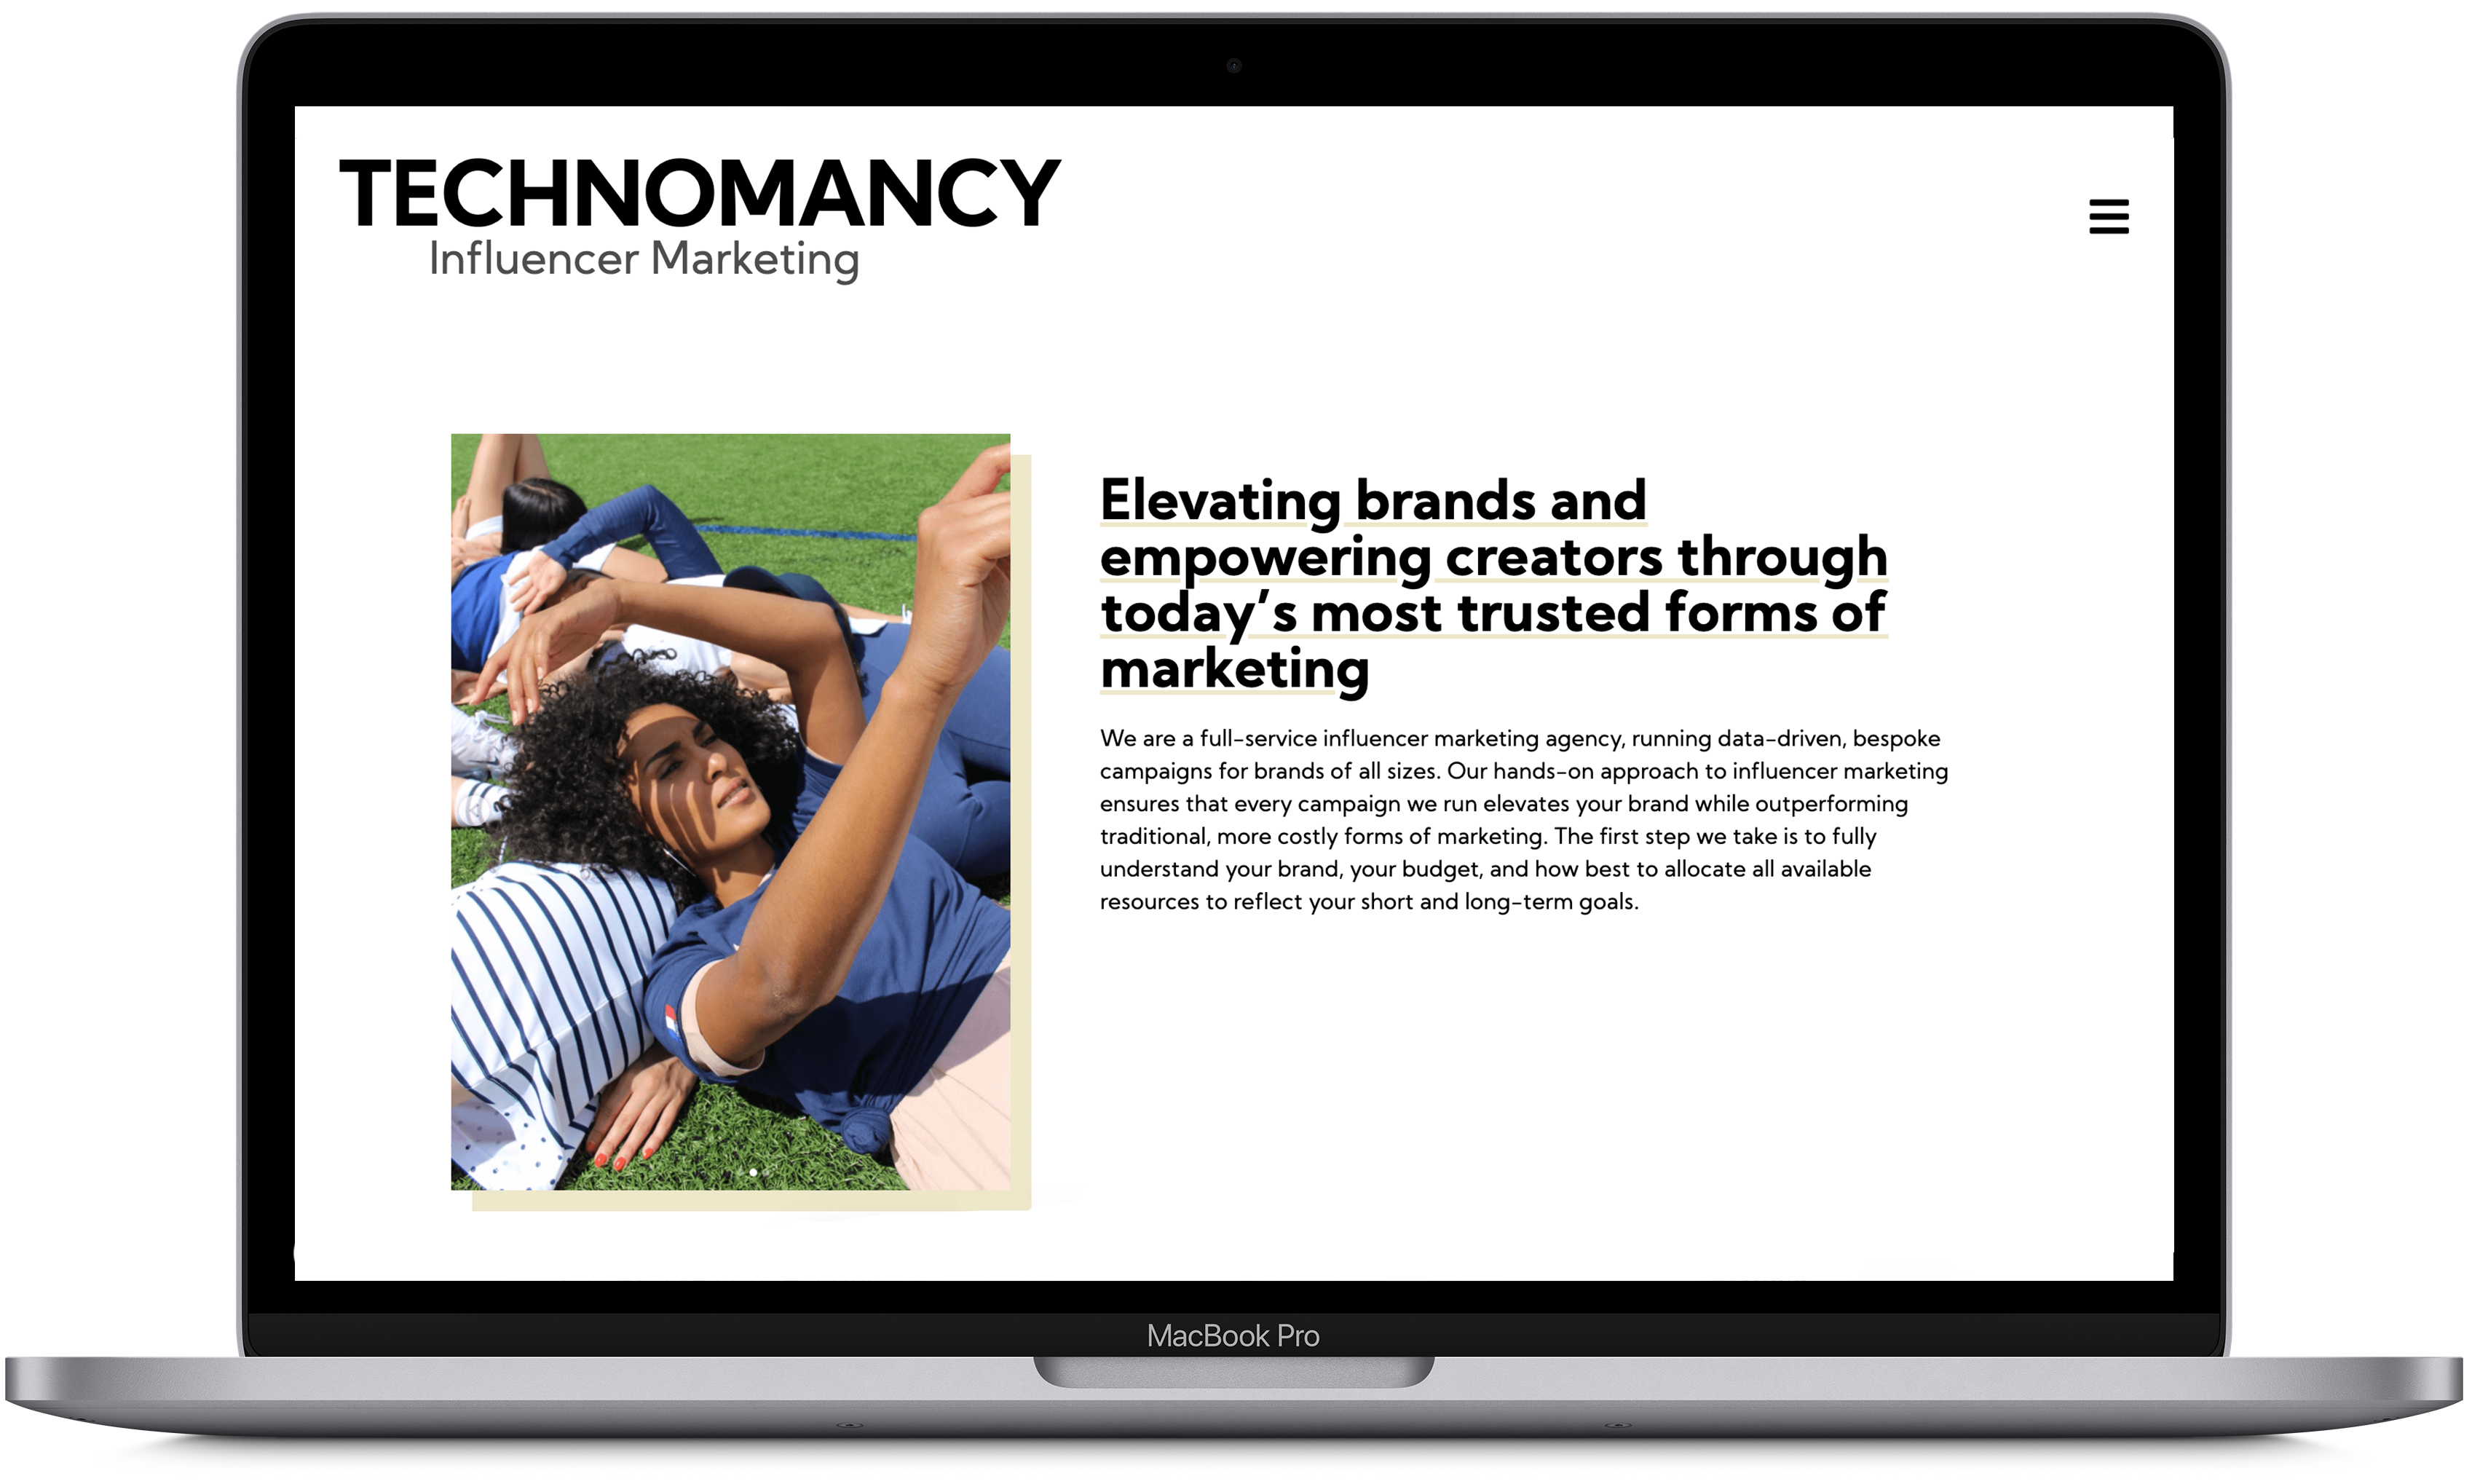 TECHNOMANCY
Influencer Marketing
Elevating brands and
empowering creators through
today’s most trusted forms of
marketing
We are a full-service influencer marketing agency, running data-driven, bespoke
campaigns for brands of all sizes. Our hands-on approach to influencer marketing
ensures that every campaign we run elevates your brand while outperforming
traditional, more costly forms of marketing. The first step we take is to fully
understand your brand, your budget, and how best to allocate all available
resources to reflect your short and long-term goals.
MacBook Pro